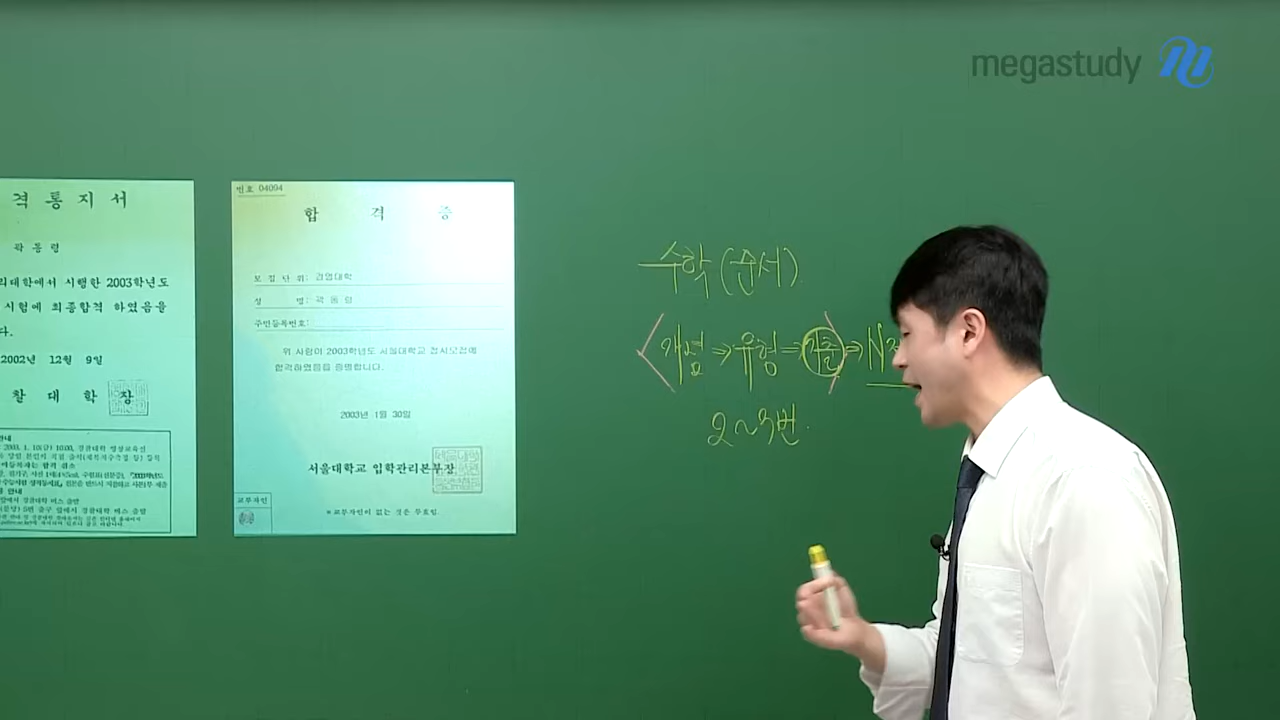 megastudy
격 통 지 서
곽 동 령
대학에서 시행한 2003학년도
시험에 최종합격 하였음을
다.
2002년 12월 9일
찰 대 학 장
번호 04094
합 격 증
모 집 단 위: 경영대학
성 명: 곽 동 령
주민등록번호:
위 사람이 2003학년도 서울대학교 정시모집에
합격하였음을 증명합니다.
2003년 1월 30일
서울대학교 입학관리본부장
교부자인
※교부자인이 없는 것은 무효임.
수학 (순서)
개념 ⇒ 유형 ⇒ 기출 ⇒ N
2~3번.